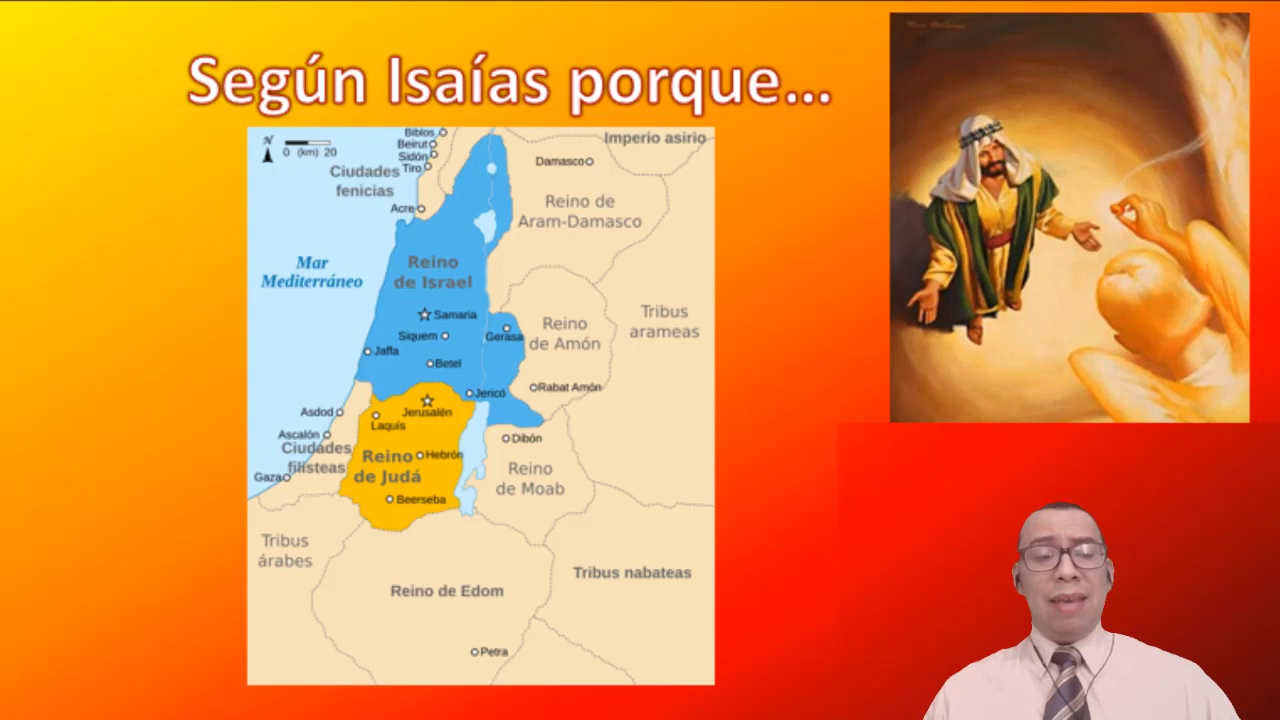 Según Isaías porque...
N
0 (km) 20
Biblos
Beirut
Sidón
Tiro
Ciudades
fenicias
Acre
Imperio asirio
Damasco
Reino de
Aram-Damasco
Mar
Mediterráneo
Reino
de Israel
Samaria
Siquem
Gerasa
Jaffa
Betel
Reino
de Amón
Tribus
arameas
Jericó
Rabat Amón
Asdod
Jerusalén
Laquís
Ascalón
Ciudades
filisteas
Gaza
Reino
de Judá
Hebrón
Beerseba
Dibón
Reino
de Moab
Tribus
árabes
Reino de Edom
Tribus nabateas
Petra